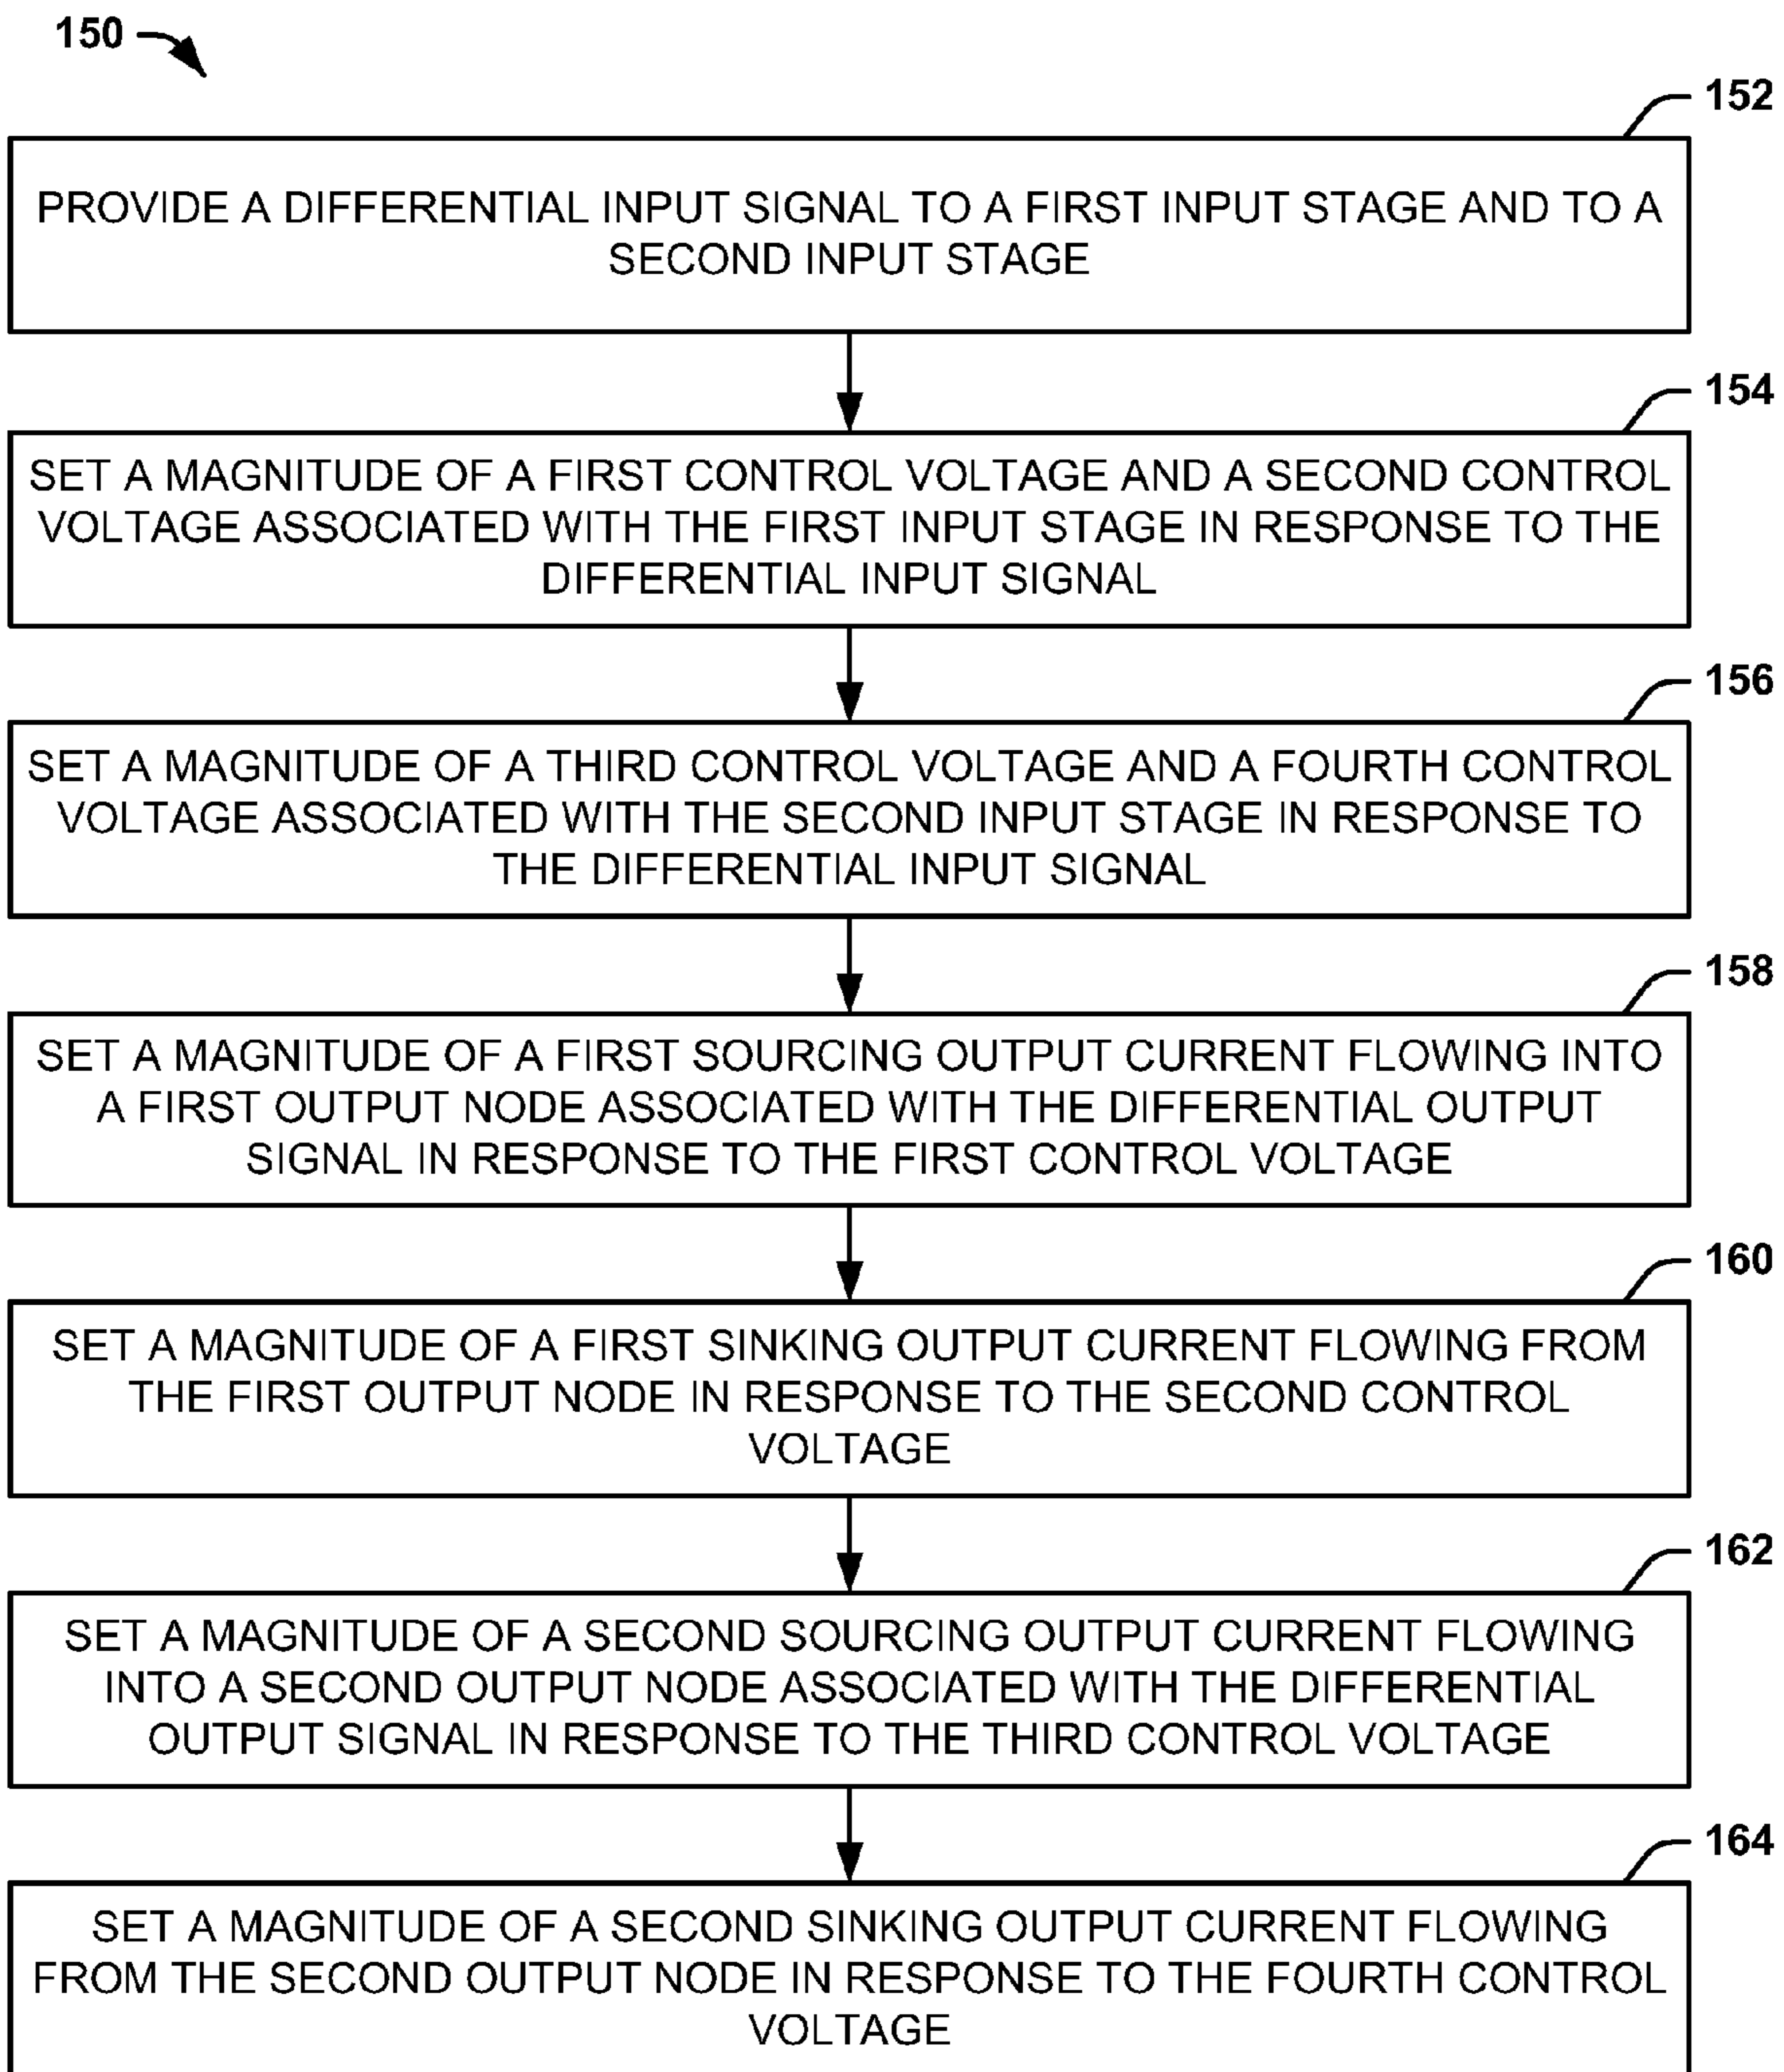 150
152
PROVIDE A DIFFERENTIAL INPUT SIGNAL TO A FIRST INPUT STAGE AND TO A
SECOND INPUT STAGE
154
SET A MAGNITUDE OF A FIRST CONTROL VOLTAGE AND A SECOND CONTROL
VOLTAGE ASSOCIATED WITH THE FIRST INPUT STAGE IN RESPONSE TO THE
DIFFERENTIAL INPUT SIGNAL
156
SET A MAGNITUDE OF A THIRD CONTROL VOLTAGE AND A FOURTH CONTROL
VOLTAGE ASSOCIATED WITH THE SECOND INPUT STAGE IN RESPONSE TO
THE DIFFERENTIAL INPUT SIGNAL
158
SET A MAGNITUDE OF A FIRST SOURCING OUTPUT CURRENT FLOWING INTO
A FIRST OUTPUT NODE ASSOCIATED WITH THE DIFFERENTIAL OUTPUT
SIGNAL IN RESPONSE TO THE FIRST CONTROL VOLTAGE
160
SET A MAGNITUDE OF A FIRST SINKING OUTPUT CURRENT FLOWING FROM
THE FIRST OUTPUT NODE IN RESPONSE TO THE SECOND CONTROL
VOLTAGE
162
SET A MAGNITUDE OF A SECOND SOURCING OUTPUT CURRENT FLOWING
INTO A SECOND OUTPUT NODE ASSOCIATED WITH THE DIFFERENTIAL
OUTPUT SIGNAL IN RESPONSE TO THE THIRD CONTROL VOLTAGE
164
SET A MAGNITUDE OF A SECOND SINKING OUTPUT CURRENT FLOWING
FROM THE SECOND OUTPUT NODE IN RESPONSE TO THE FOURTH CONTROL
VOLTAGE